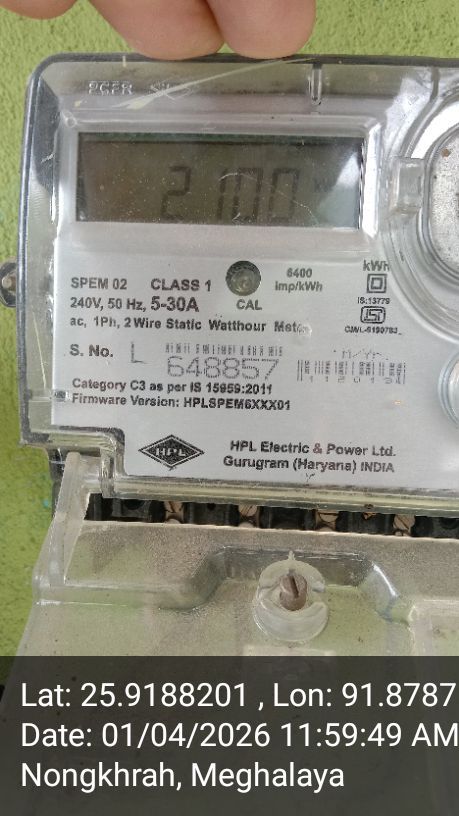 2100
kWh
SPEM 02 CLASS 1
6400
imp/kWh
240V, 50 Hz, 5-30A
CAL
IS:13779
ac, 1Ph, 2 Wire Static Watthour Meter
S. No. L 648857
M/Yr.
Category C3 as per IS 15959:2011
Firmware Version: HPLSPEM6XXX01
HPL
HPL Electric & Power Ltd.
Gurugram (Haryana) INDIA
Lat: 25.9188201 , Lon: 91.8787
Date: 01/04/2026 11:59:49 AM
Nongkhrah, Meghalaya